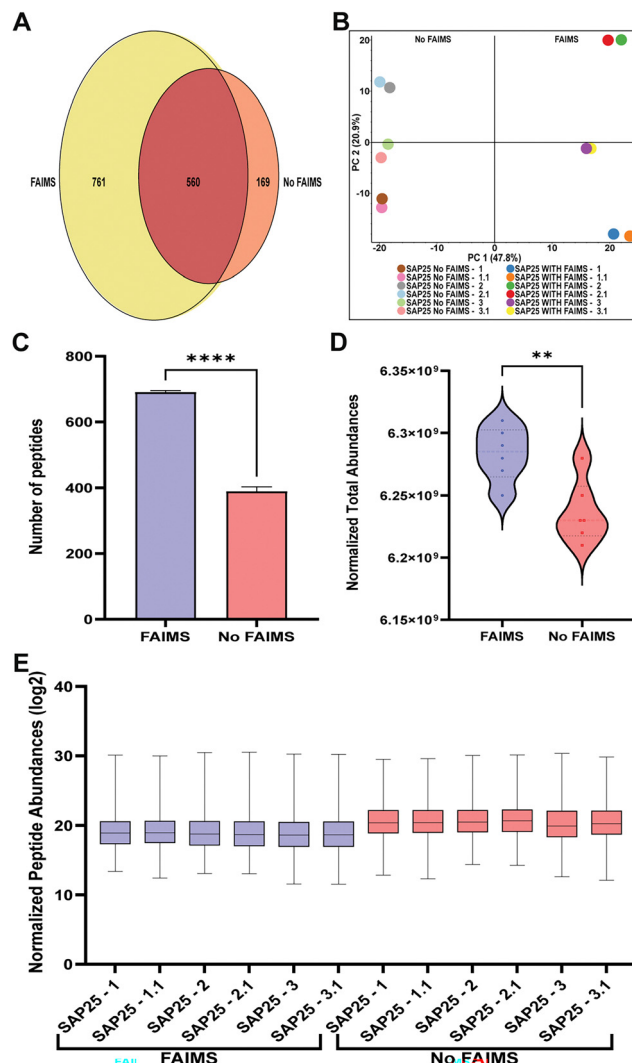 A
FAIMS
761
560
169
No FAIMS
B
No FAIMS
FAIMS
PC 2 (20.9%)
20
10
-10
-20
-10
0
10
20
PC 1 (47.8%)
SAP25 No FAIMS - 1
SAP25 WITH FAIMS - 1
SAP25 No FAIMS - 1.1
SAP25 WITH FAIMS - 1.1
SAP25 No FAIMS - 2
SAP25 WITH FAIMS - 2
SAP25 No FAIMS - 2.1
SAP25 WITH FAIMS - 2.1
SAP25 No FAIMS - 3
SAP25 WITH FAIMS - 3
SAP25 No FAIMS - 3.1
SAP25 WITH FAIMS - 3.1
C
Number of peptides
800
600
400
200
0
****
FAIMS
No FAIMS
D
Normalized Total Abundances
6.35×10⁹
6.3×10⁹
6.25×10⁹
6.2×10⁹
6.15×10⁹
**
FAIMS
No FAIMS
E
Normalized Peptide Abundances (log2)
40
30
20
10
0
SAP25 - 1
SAP25 - 1.1
SAP25 - 2
SAP25 - 2.1
SAP25 - 3
SAP25 - 3.1
SAP25 - 1
SAP25 - 1.1
SAP25 - 2
SAP25 - 2.1
SAP25 - 3
SAP25 - 3.1
FAIMS
No FAIMS